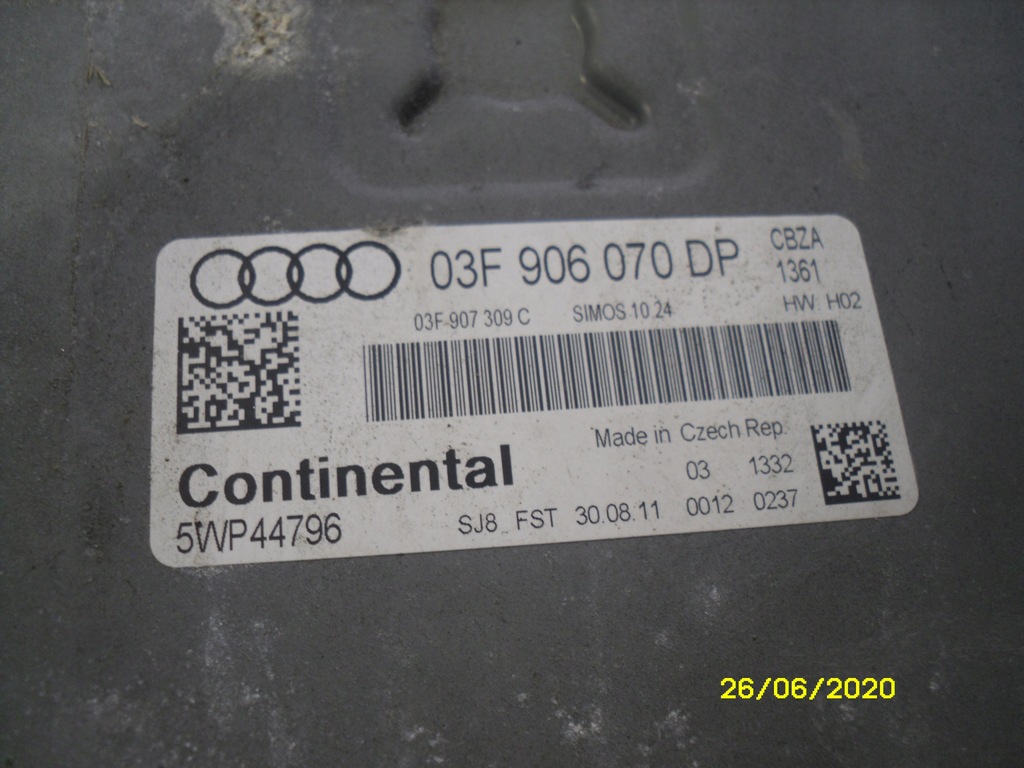 03F 906 070 DP CBZA
1361
03F 907 309 C SIMOS 10.24 HW: H02
Made in Czech Rep.
Continental 03 1332
5WP44796 SJ8 FST 30.08.11 0012 0237
26/06/2020